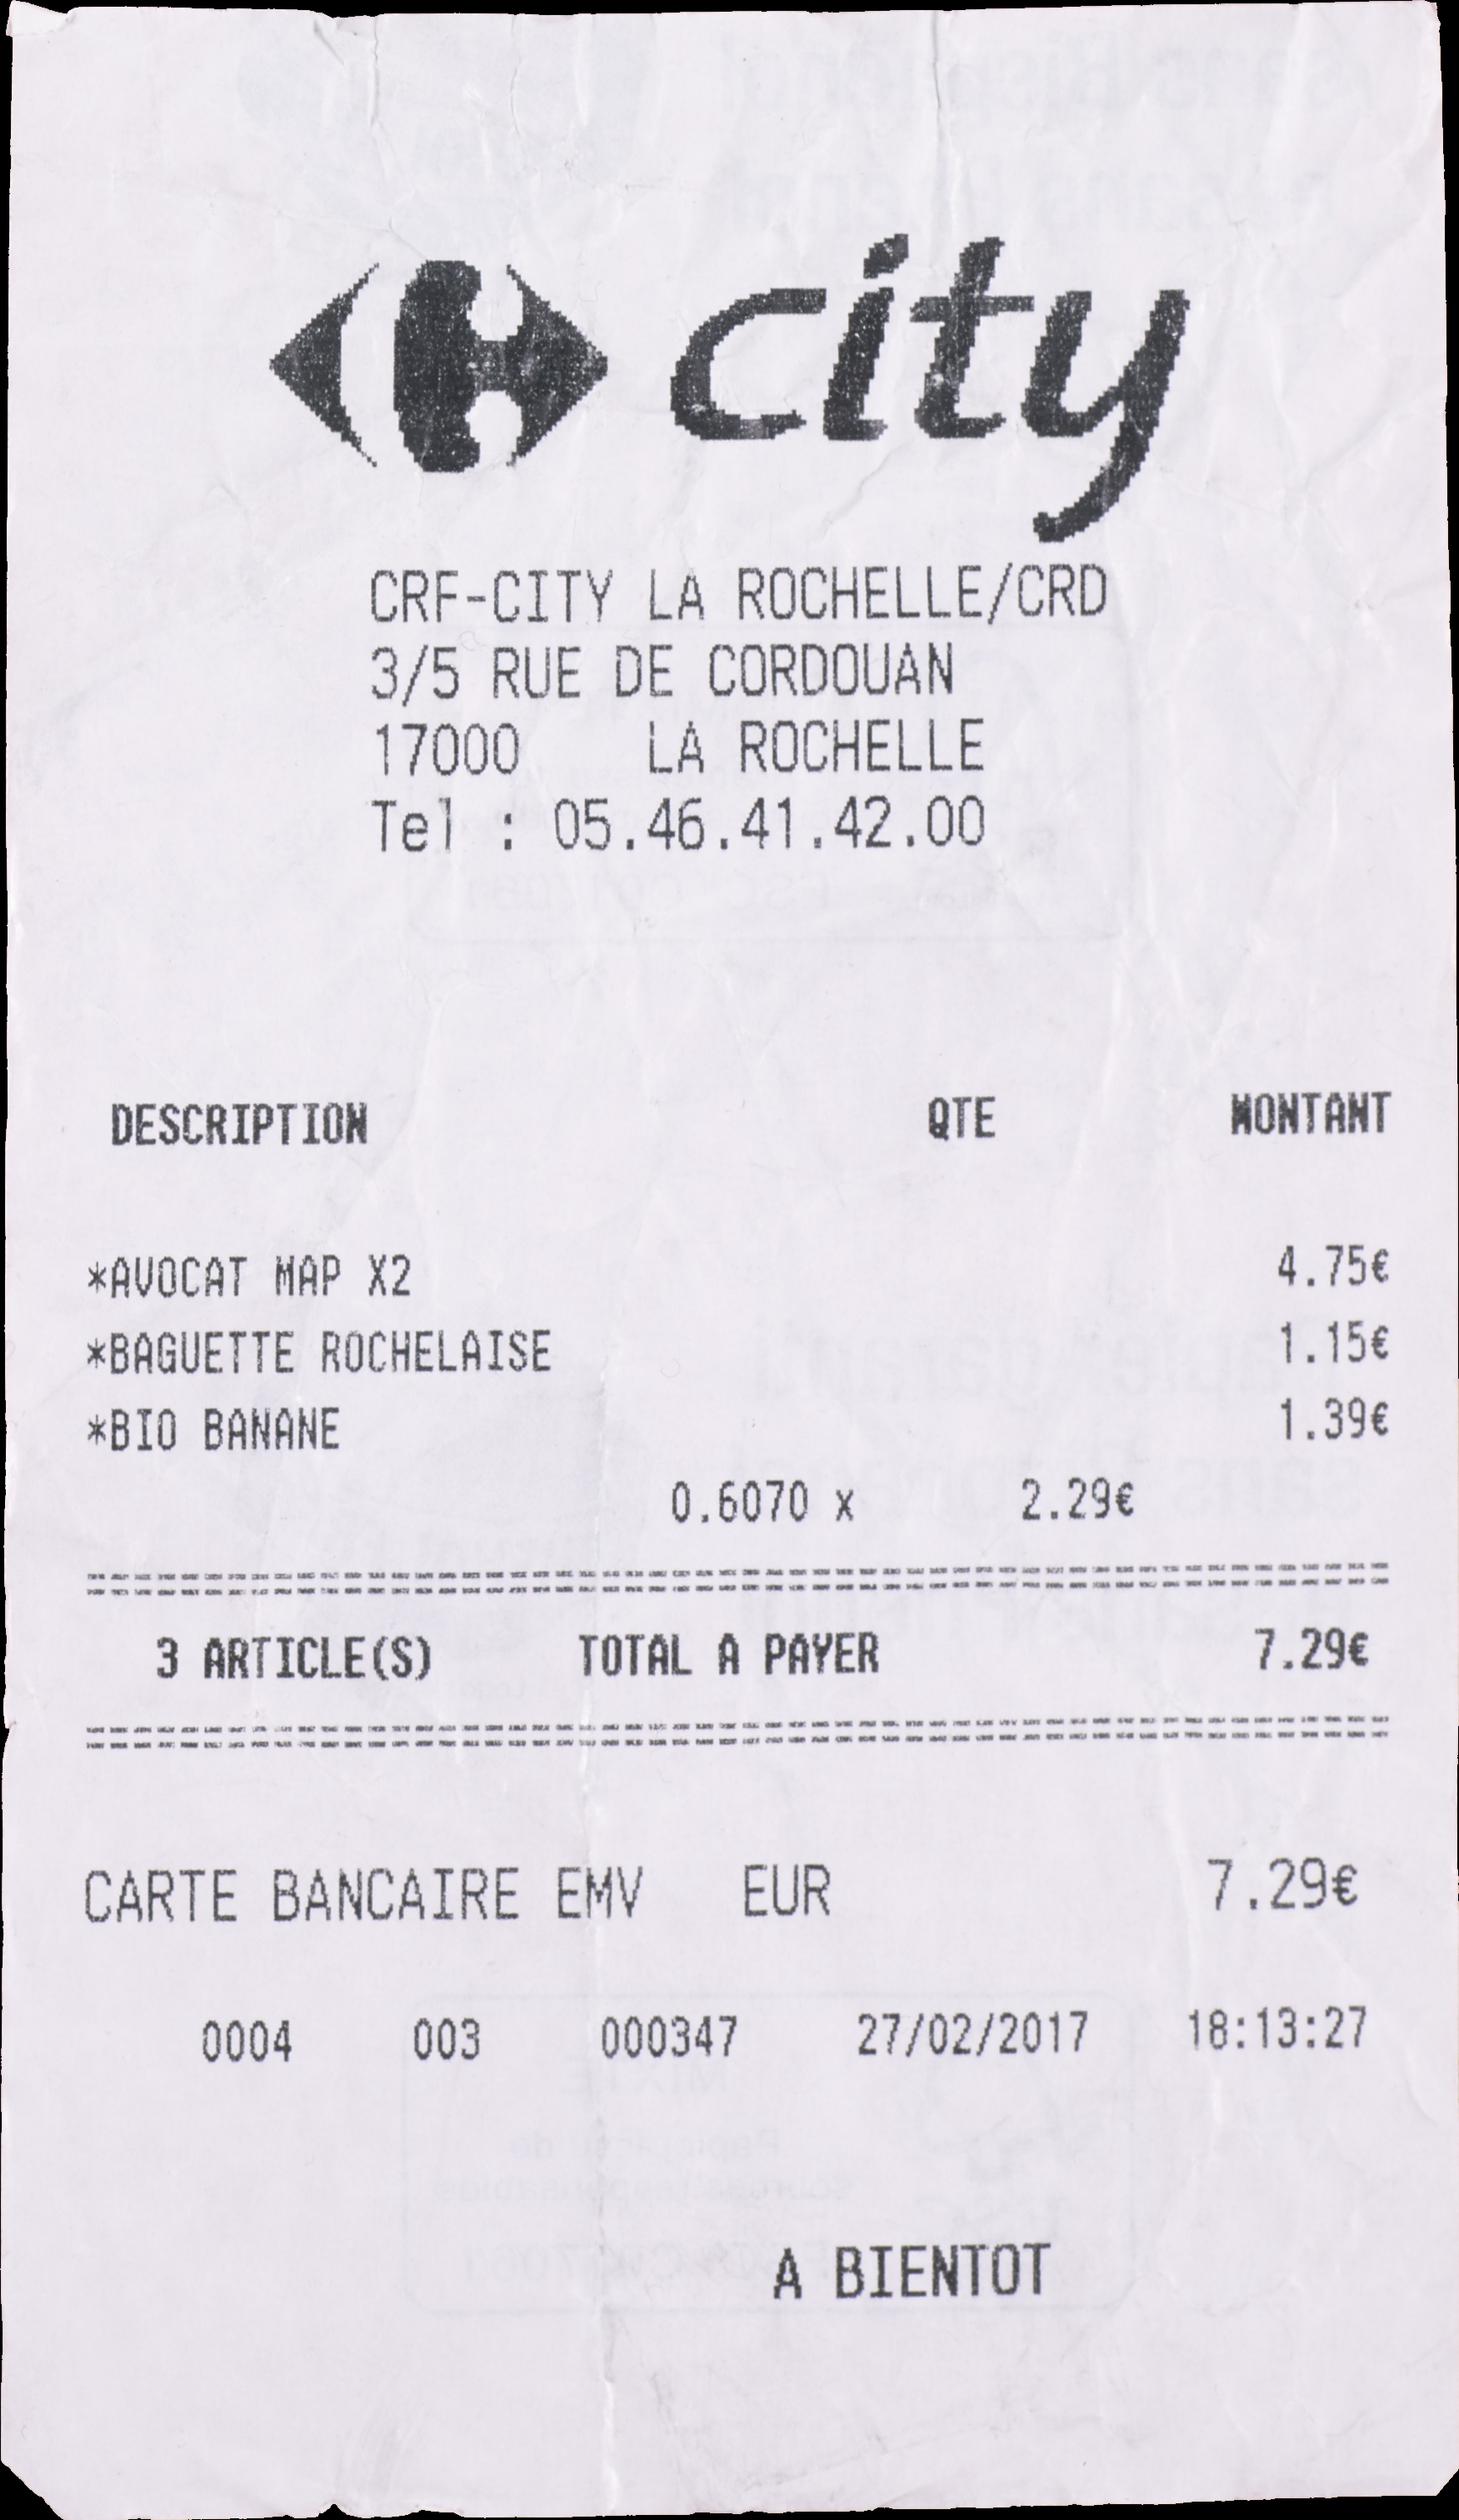 city
CRF-CITY LA ROCHELLE/CRD
3/5 RUE DE CORDOUAN
17000 LA ROCHELLE
Tel : 05.46.41.42.00
DESCRIPTION QTE MONTANT
*AVOCAT MAP X2 4.75€
*BAGUETTE ROCHELAISE 1.15€
*BIO BANANE 1.39€
0.6070 x 2.29€
3 ARTICLE(S) TOTAL A PAYER 7.29€
CARTE BANCAIRE EMV EUR 7.29€
0004 003 000347 27/02/2017 18:13:27
A BIENTOT